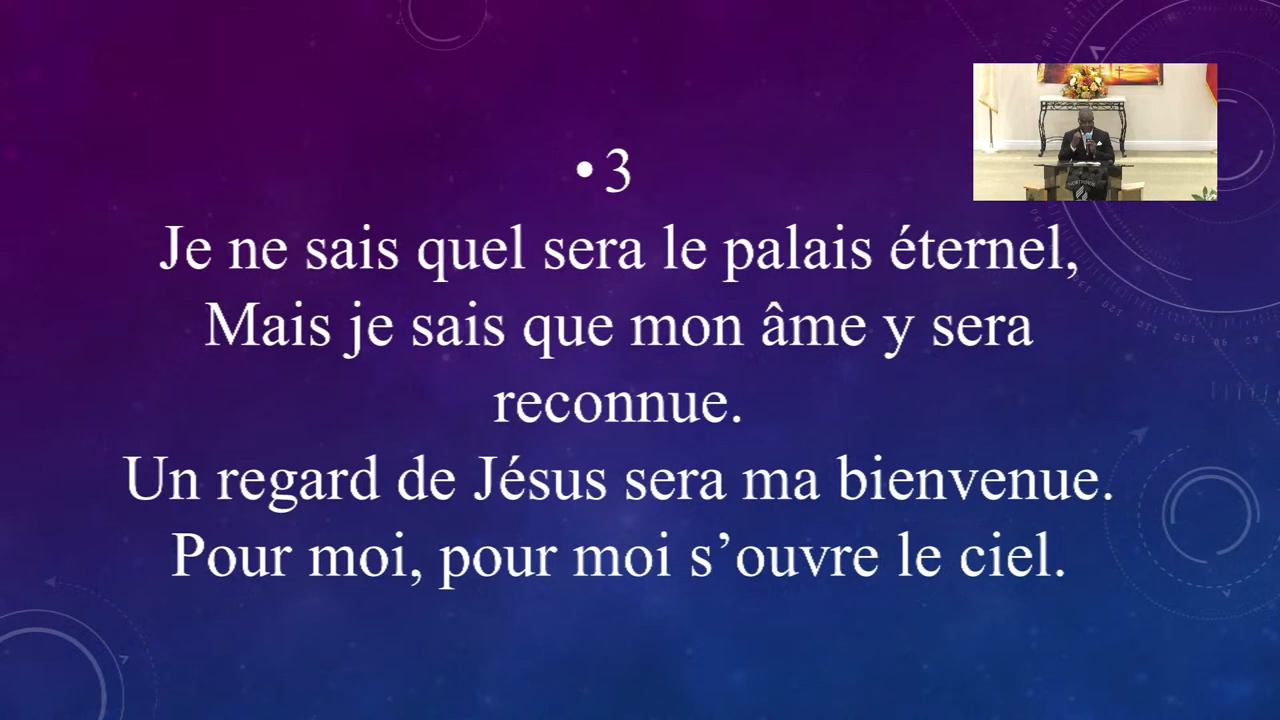 •3
Je ne sais quel sera le palais éternel,
Mais je sais que mon âme y sera
reconnue.
Un regard de Jésus sera ma bienvenue.
Pour moi, pour moi s’ouvre le ciel.